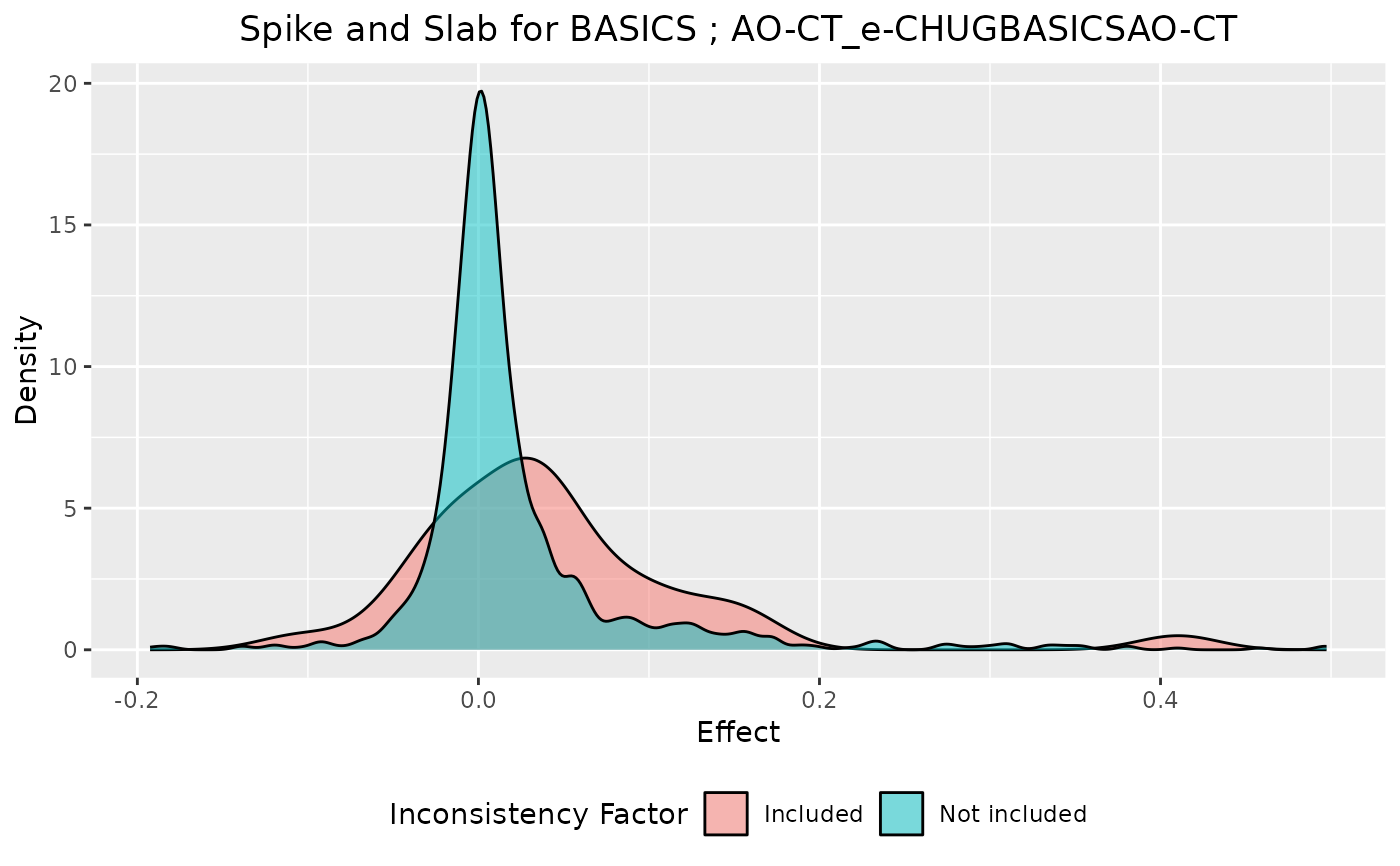 Spike and Slab for BASICS ; AO-CT_e-CHUGBASICSAO-CT
20
15
10
5
0
Density
-0.2 0.0 0.2 0.4
Effect
Inconsistency Factor Included Not included